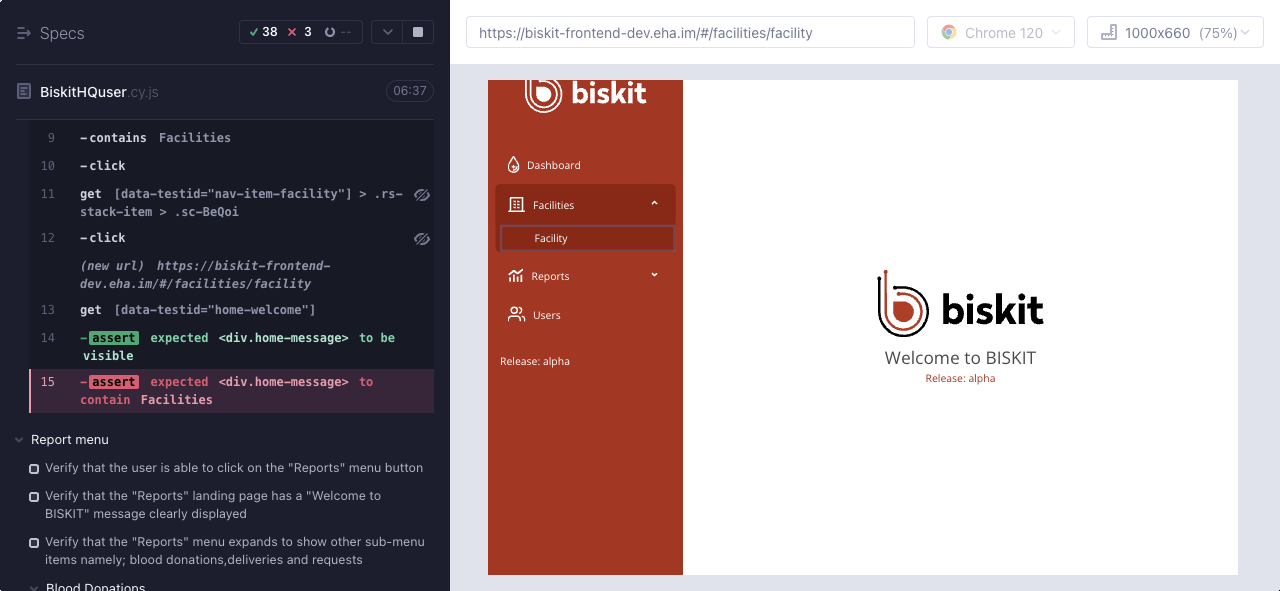 Specs
38 3 --
BiskitHQuser.cy.js
06:37
9 -contains Facilities
10 -click
11 get [data-testid="nav-item-facility"] > .rs-
stack-item > .sc-BeQoi
12 -click
(new url) https://biskit-frontend-
dev.eha.im/#/facilities/facility
13 get [data-testid="home-welcome"]
14 -assert expected <div.home-message> to be
visible
15 -assert expected <div.home-message> to
contain Facilities
Report menu
Verify that the user is able to click on the "Reports" menu button
Verify that the "Reports" landing page has a "Welcome to
BISKIT" message clearly displayed
Verify that the "Reports" menu expands to show other sub-menu
items namely; blood donations,deliveries and requests
Blood Donations
https://biskit-frontend-dev.eha.im/#/facilities/facility
Chrome 120
1000x660 (75%)
biskit
Dashboard
Facilities
Facility
Reports
Users
Release: alpha
biskit
Welcome to BISKIT
Release: alpha